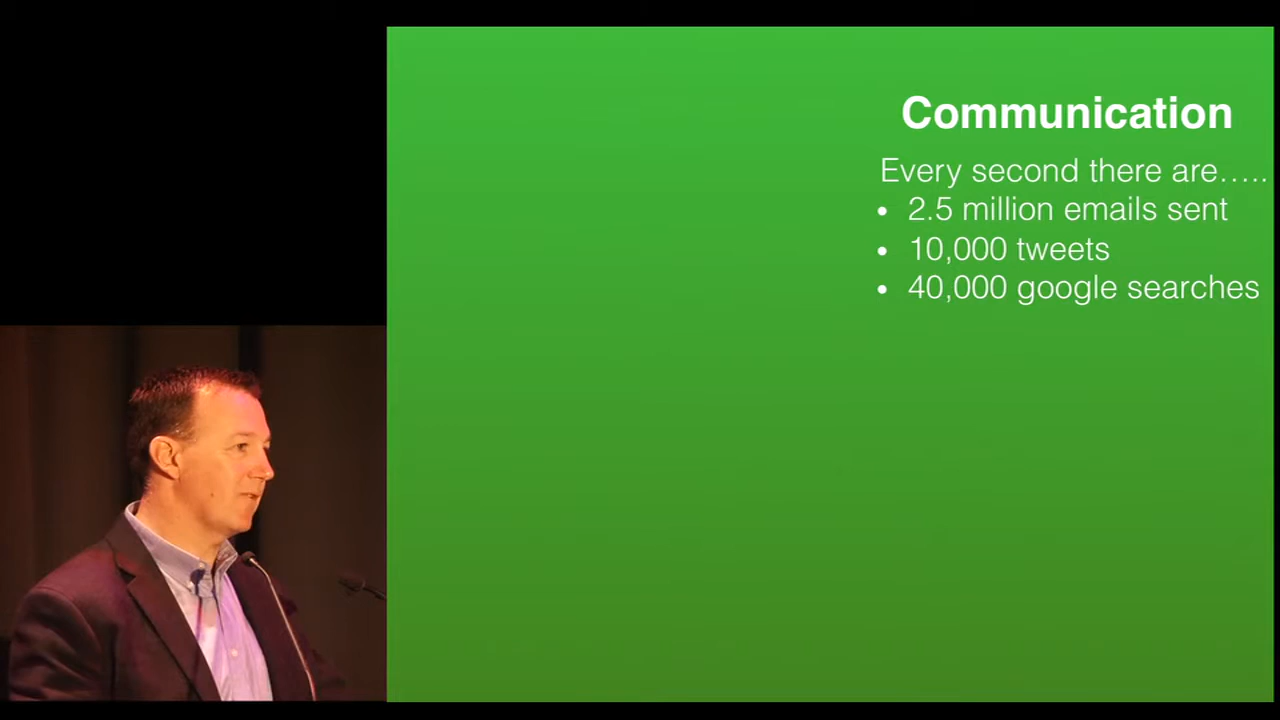 Communication
Every second there are…..
• 2.5 million emails sent
• 10,000 tweets
• 40,000 google searches